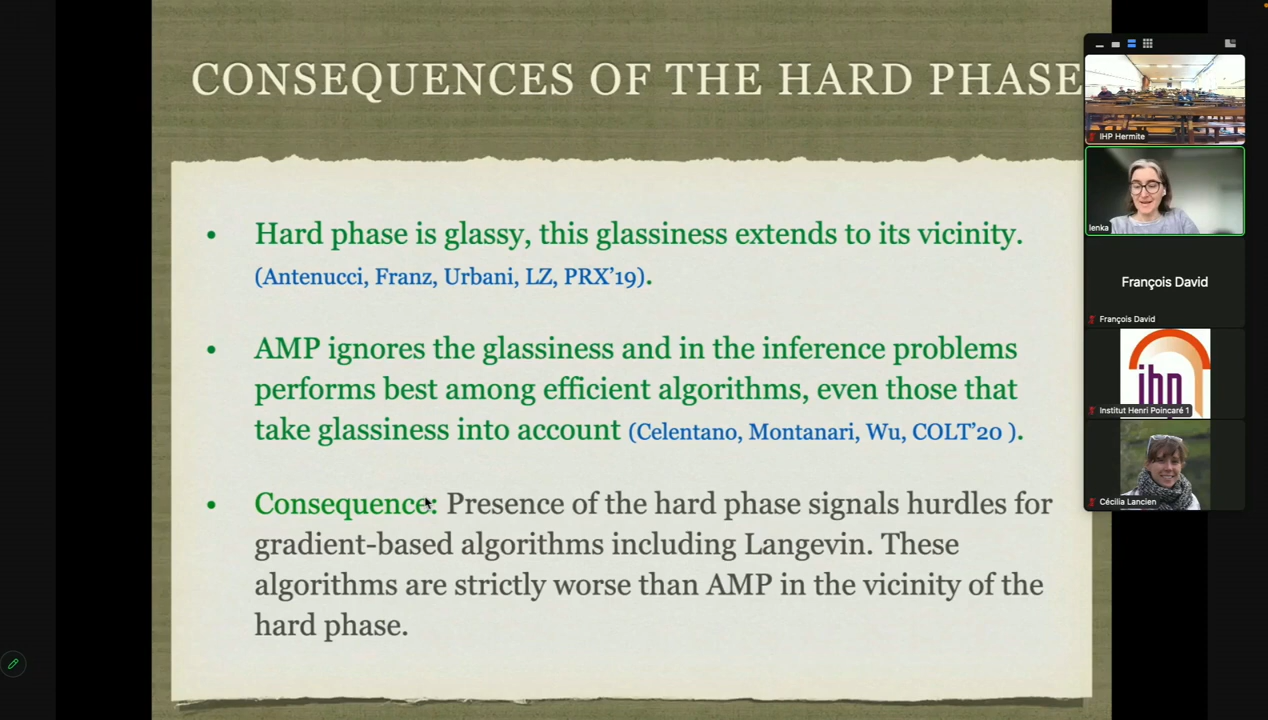 CONSEQUENCES OF THE HARD PHASE
• Hard phase is glassy, this glassiness extends to its vicinity.
(Antenucci, Franz, Urbani, LZ, PRX’19).
• AMP ignores the glassiness and in the inference problems
performs best among efficient algorithms, even those that
take glassiness into account (Celentano, Montanari, Wu, COLT’20 ).
• Consequence: Presence of the hard phase signals hurdles for
gradient-based algorithms including Langevin. These
algorithms are strictly worse than AMP in the vicinity of the
hard phase.
IHP Hermite
lenka
François David
François David
ihp
Institut Henri Poincaré 1
Cécilia Lancien